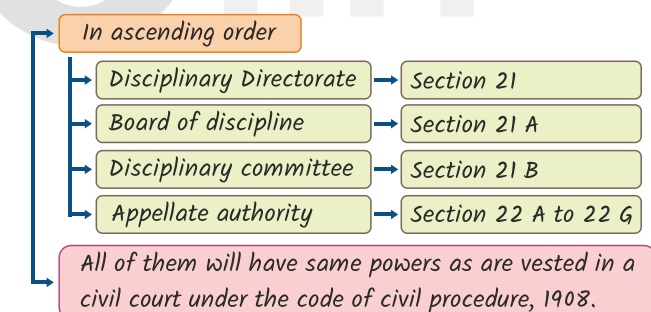 In ascending order
Disciplinary Directorate
Section 21
Board of discipline
Section 21 A
Disciplinary committee
Section 21 B
Appellate authority
Section 22 A to 22 G
All of them will have same powers as are vested in a
civil court under the code of civil procedure, 1908.